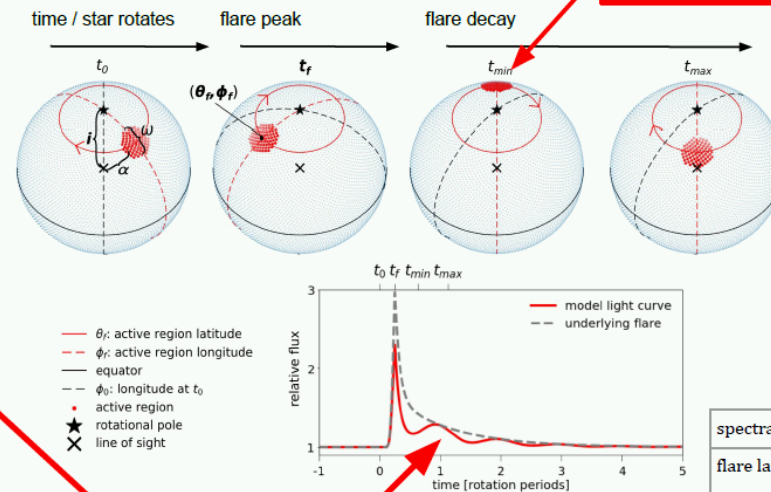 time / star rotates
flare peak
flare decay
t0
tf
tmin
tmax
(θf,ϕf)
i
ω
α
t0 tf tmin tmax
3
2
1
relative flux
model light curve
underlying flare
-1 0 1 2 3 4 5
time [rotation periods]
θf: active region latitude
ϕf: active region longitude
equator
ϕ0: longitude at t0
active region
rotational pole
line of sight
spectra
flare la